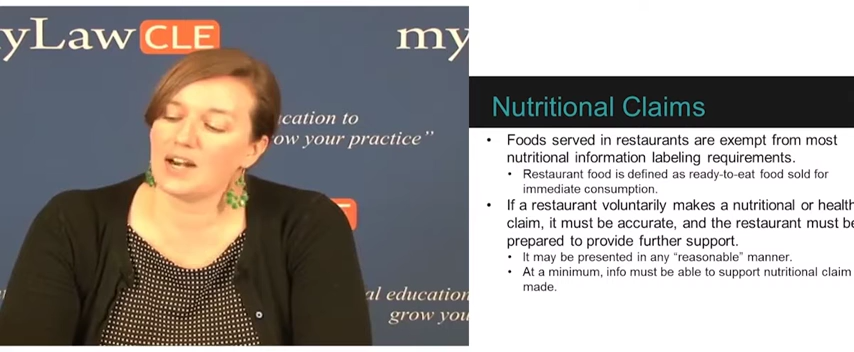 yLaw CLE
my
ucation to
ow your practice”
al education
grow you
Nutritional Claims
• Foods served in restaurants are exempt from most
nutritional information labeling requirements.
• Restaurant food is defined as ready-to-eat food sold for
immediate consumption.
• If a restaurant voluntarily makes a nutritional or health
claim, it must be accurate, and the restaurant must be
prepared to provide further support.
• It may be presented in any “reasonable” manner.
• At a minimum, info must be able to support nutritional claim
made.